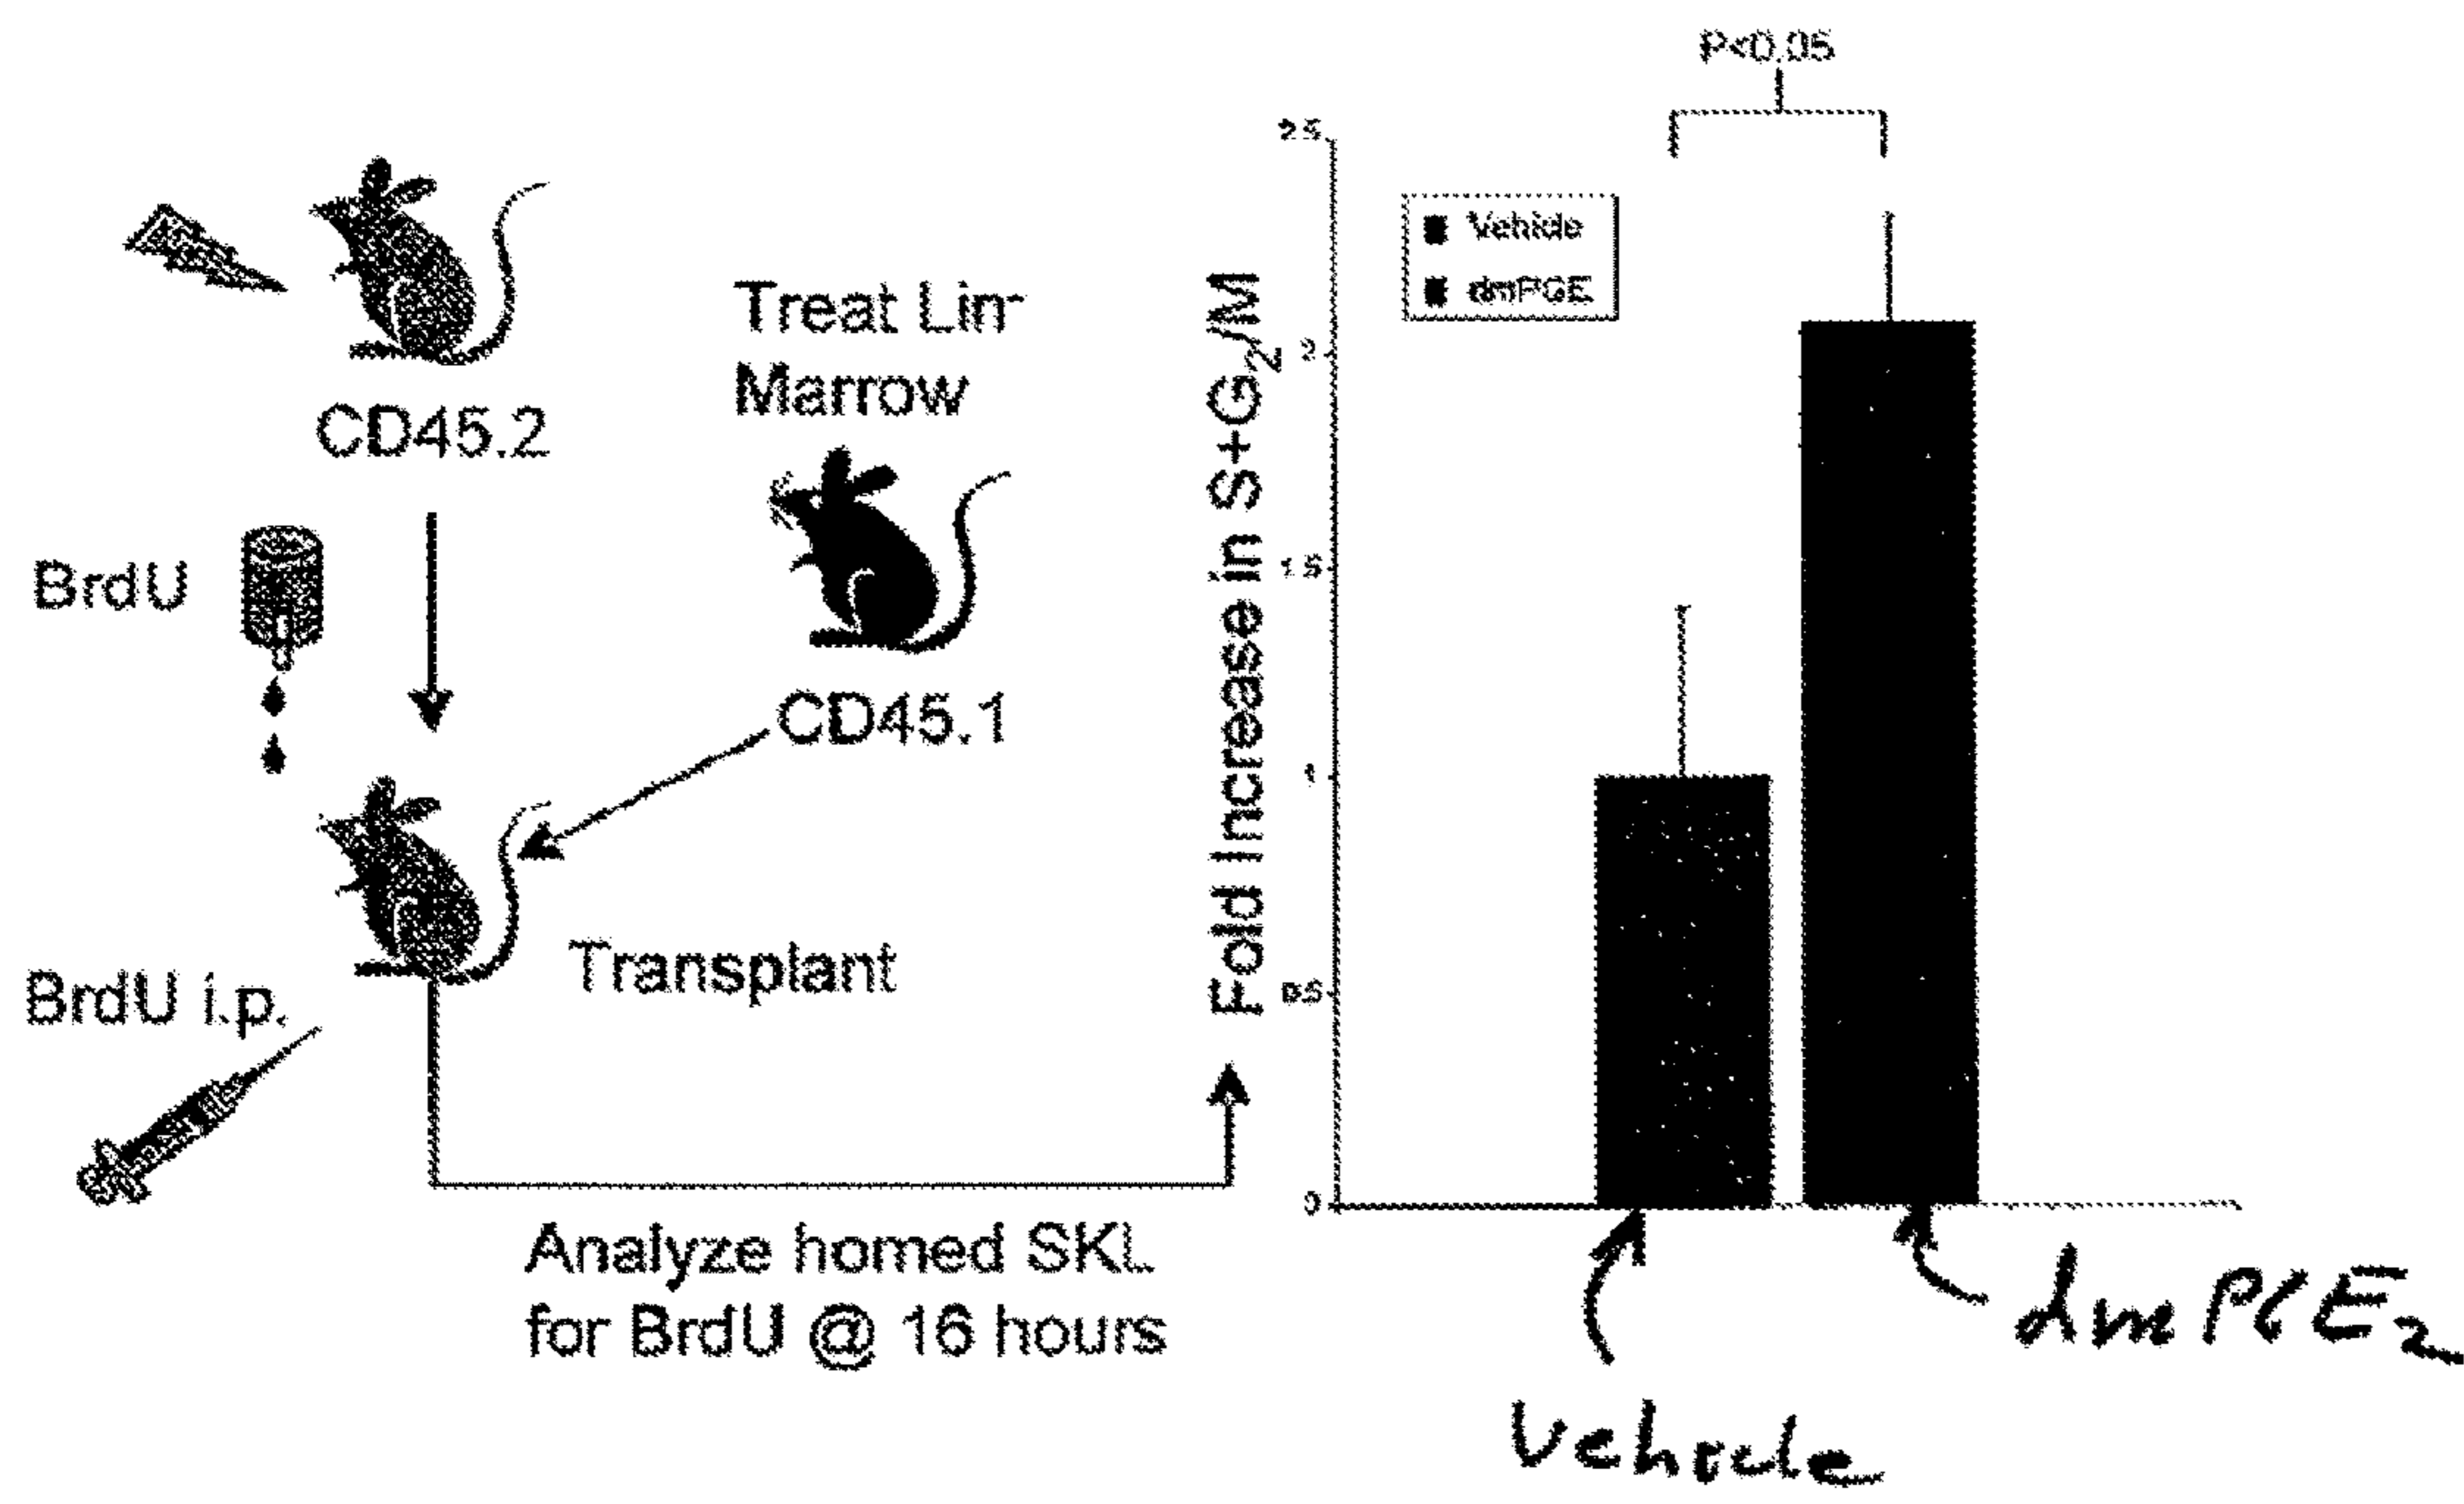 CD45.2
Treat Lin-
Marrow
BrdU
CD45.1
BrdU i.p.
Transplant
Analyze homed SKL
for BrdU @ 16 hours
P<0.05
Vehicle
dmPGE
Fold Increase in S+G2/M
2.5
2
1.5
1
0.5
0
Vehicle
dmPGE2